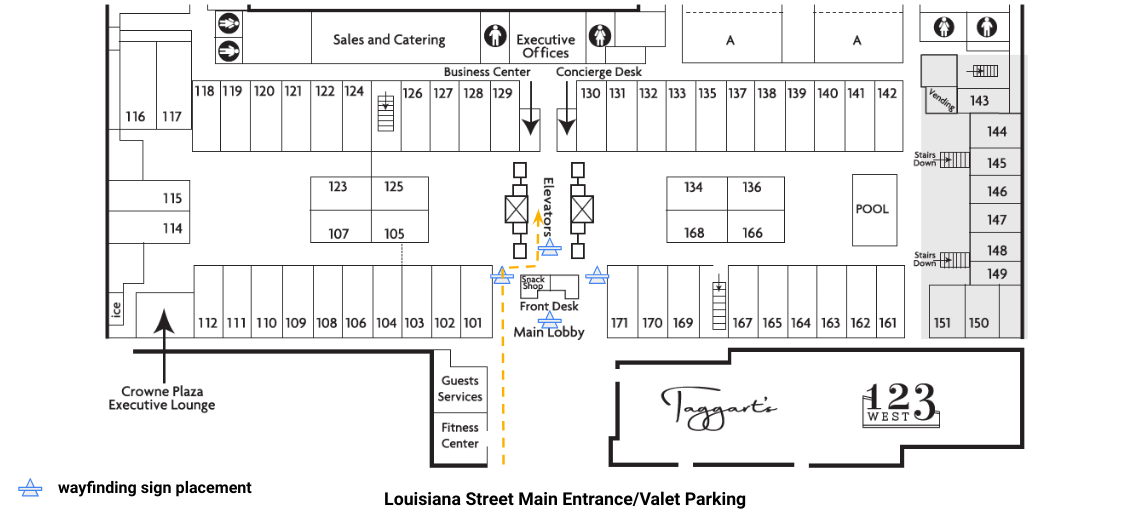 Sales and Catering
Executive
Offices
A
A
Business Center
Concierge Desk
116
117
118
119
120
121
122
124
126
127
128
129
130
131
132
133
135
137
138
139
140
141
142
Vending
143
144
Stairs
Down
145
146
147
148
Stairs
Down
149
115
114
123
125
107
105
Elevators
134
136
168
166
POOL
ice
112
111
110
109
108
106
104
103
102
101
Snack
Shop
Front Desk
Main Lobby
171
170
169
167
165
164
163
162
161
151
150
Crowne Plaza
Executive Lounge
Guests
Services
Fitness
Center
Taggart's
123
WEST
wayfinding sign placement
Louisiana Street Main Entrance/Valet Parking